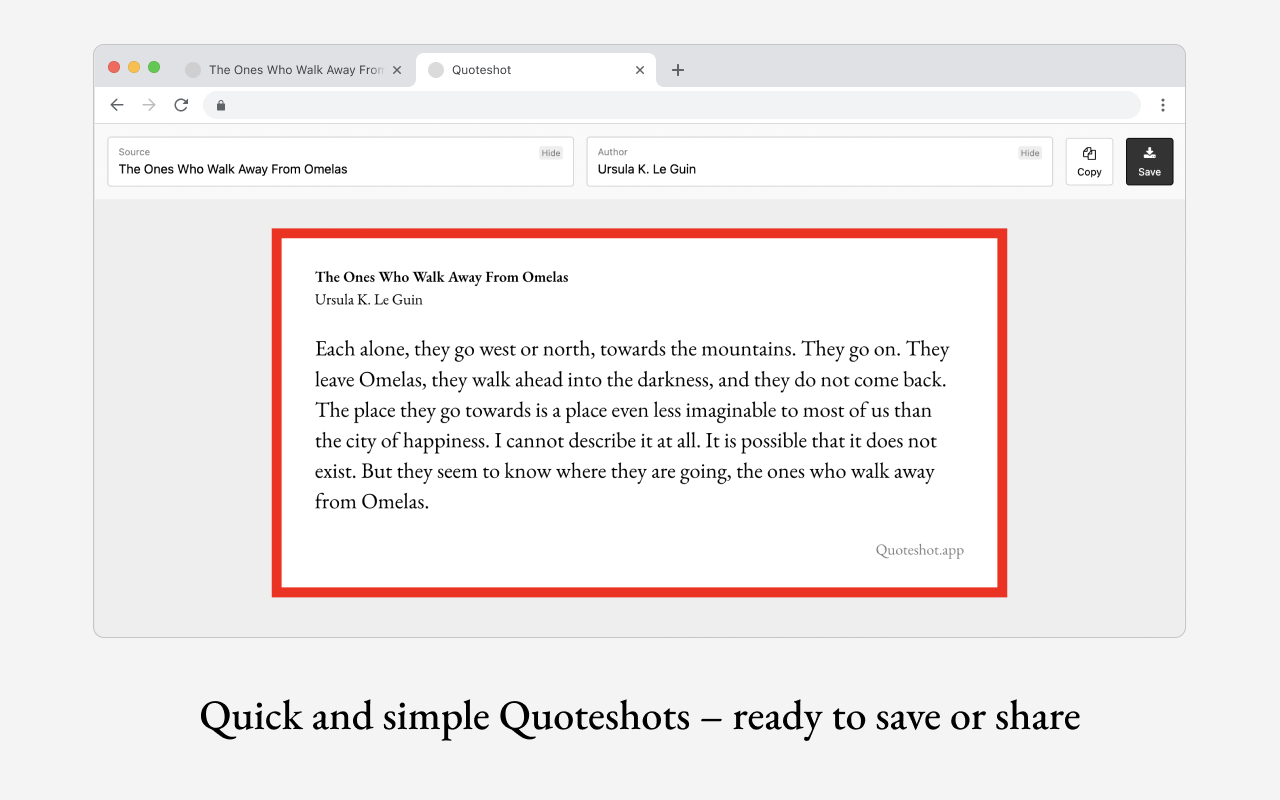 The Ones Who Walk Away Fron
Quoteshot
Source
Hide
The Ones Who Walk Away From Omelas
Author
Hide
Ursula K. Le Guin
Copy
Save
The Ones Who Walk Away From Omelas
Ursula K. Le Guin
Each alone, they go west or north, towards the mountains. They go on. They
leave Omelas, they walk ahead into the darkness, and they do not come back.
The place they go towards is a place even less imaginable to most of us than
the city of happiness. I cannot describe it at all. It is possible that it does not
exist. But they seem to know where they are going, the ones who walk away
from Omelas.
Quoteshot.app
Quick and simple Quoteshots – ready to save or share